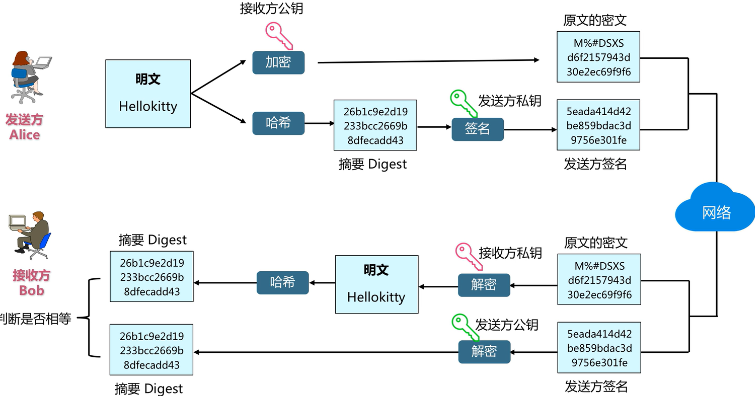 接收方公钥
加密
原文的密文
M%#DSXS
d6f2157943d
30e2ec69f9f6
明文
Hellokitty
发送方
Alice
哈希
26b1c9e2d19
233bcc2669b
8dfecadd43
摘要 Digest
发送方私钥
签名
5eada414d42
be859bdac3d
9756e301fe
发送方签名
网络
接收方
Bob
判断是否相等
摘要 Digest
26b1c9e2d19
233bcc2669b
8dfecadd43
哈希
明文
Hellokitty
接收方私钥
解密
原文的密文
M%#DSXS
d6f2157943d
30e2ec69f9f6
26b1c9e2d19
233bcc2669b
8dfecadd43
摘要 Digest
发送方公钥
解密
5eada414d42
be859bdac3d
9756e301fe
发送方签名